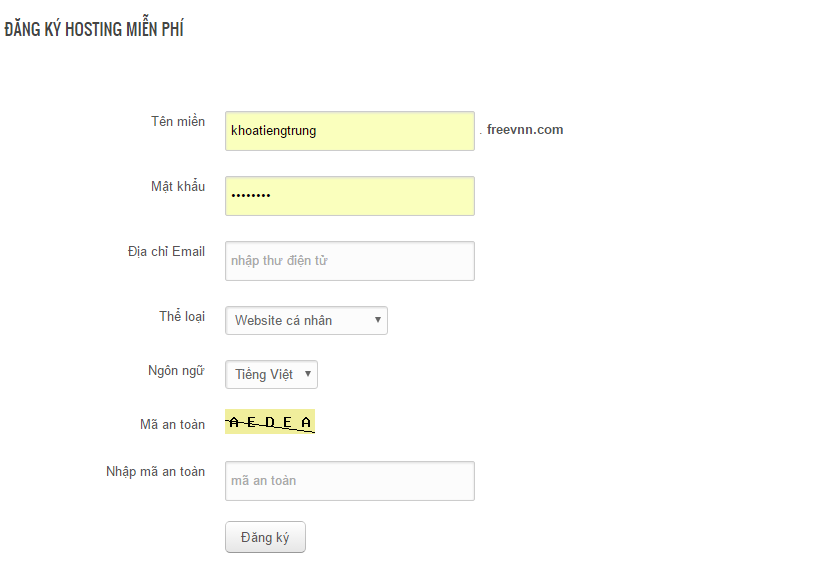 ĐĂNG KÝ HOSTING MIỄN PHÍ
Tên miền khoatiengtrung . freevnn.com
Mật khẩu ••••••••
Địa chỉ Email nhập thư điện tử
Thể loại Website cá nhân
Ngôn ngữ Tiếng Việt
Mã an toàn A E D E A
Nhập mã an toàn mã an toàn
Đăng ký